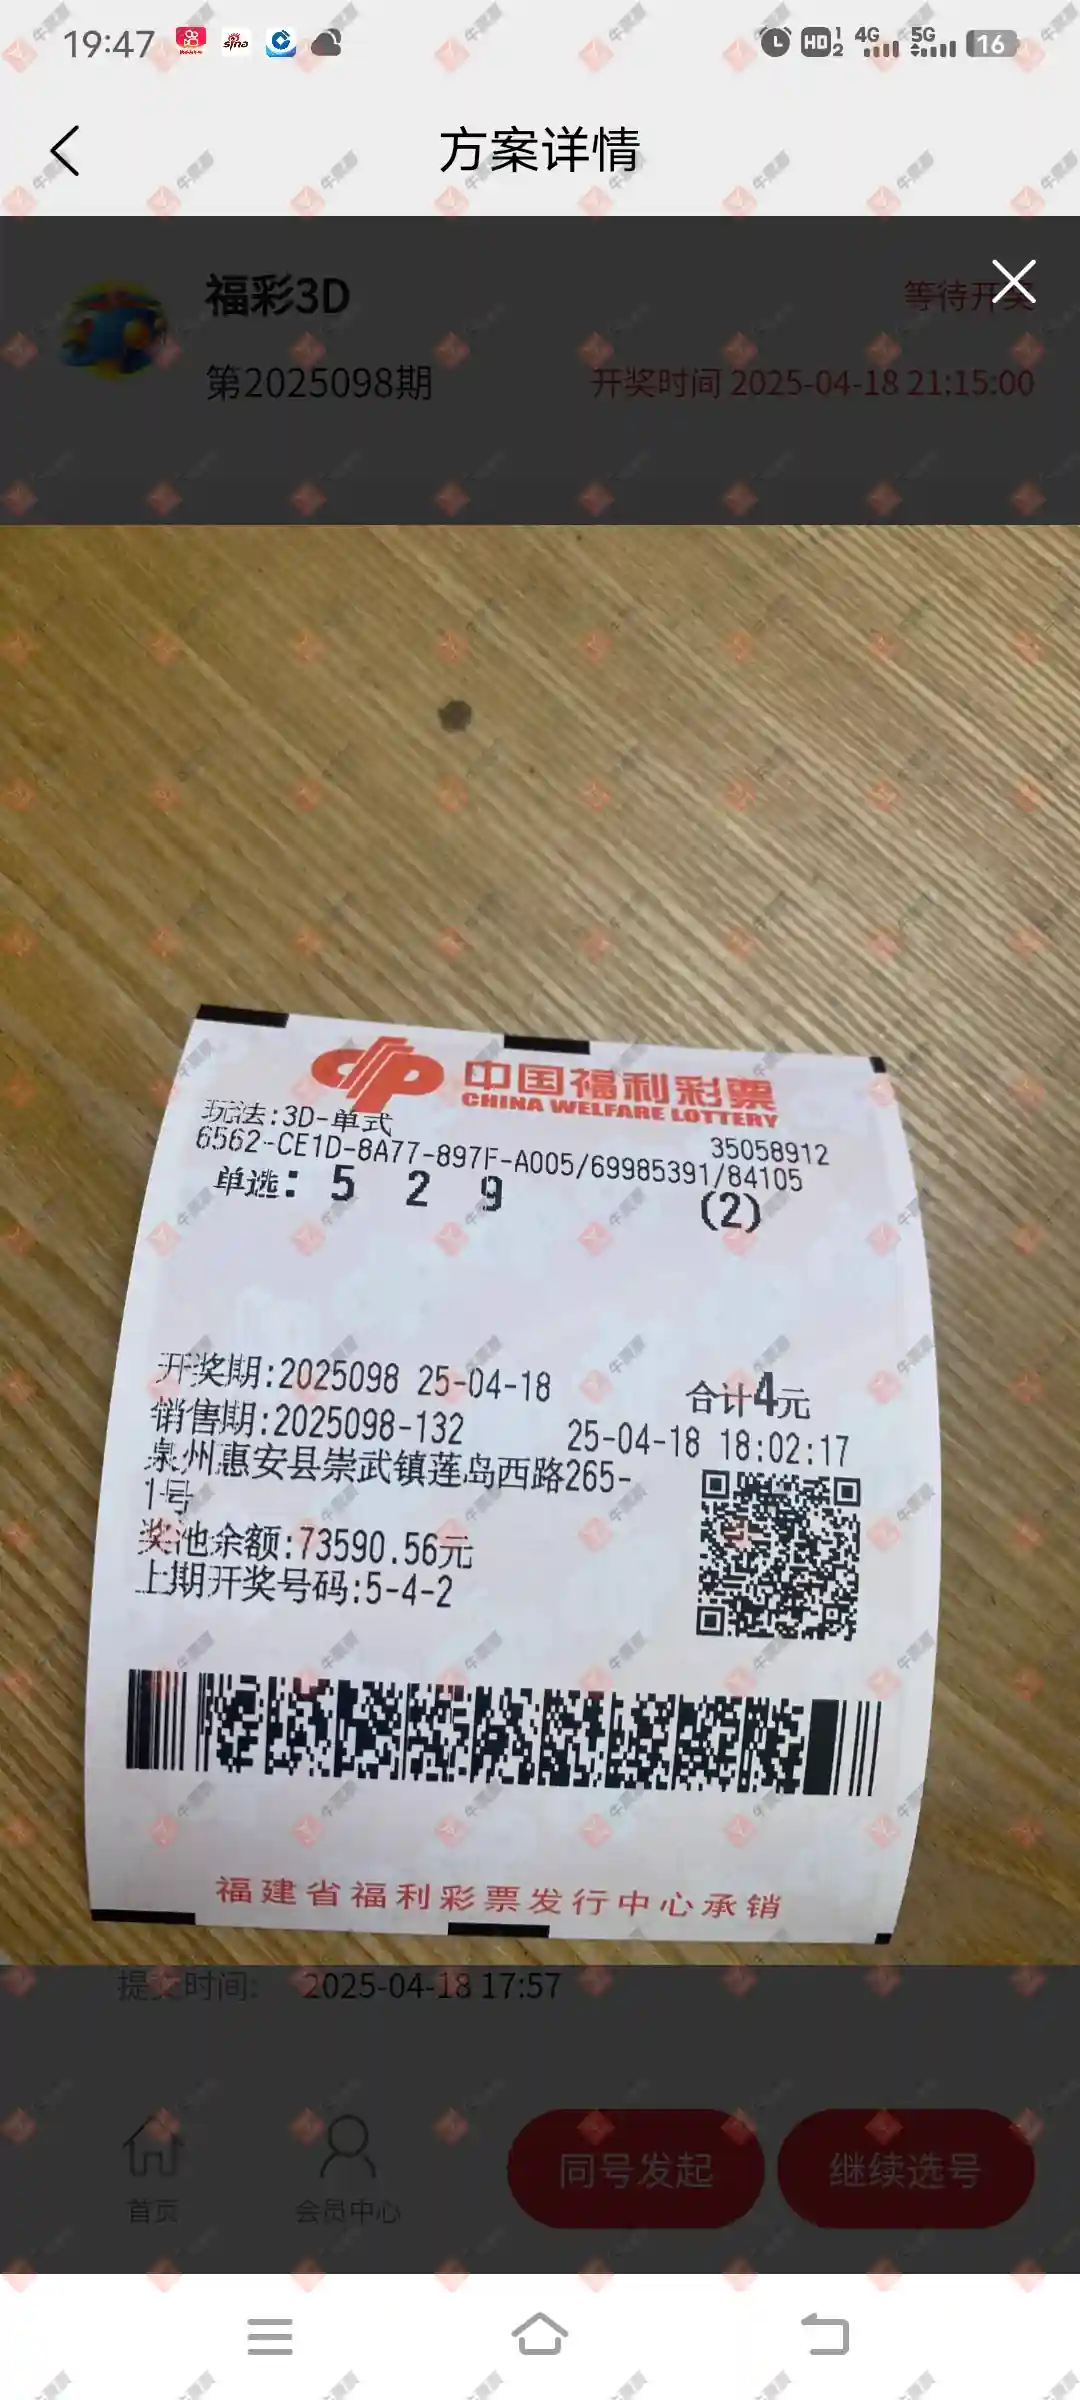 19:47
HD 1 2 4G 5G 16
方案详情
福彩3D
等待开奖
第2025098期
开奖时间 2025-04-18 21:15:00
中国福利彩票
CHINA WELFARE LOTTERY
玩法:3D-单式
35058912
6562-CE1D-8A77-897F-A005/69985391/84105
单选: 5 2 9 (2)
开奖期:2025098 25-04-18 合计4元
销售期:2025098-132 25-04-18 18:02:17
泉州惠安县崇武镇莲岛西路265-
1号
奖池余额:73590.56元
上期开奖号码:5-4-2
福建省福利彩票发行中心承销
提交时间: 2025-04-18 17:57
首页
会员中心
同号发起
继续选号